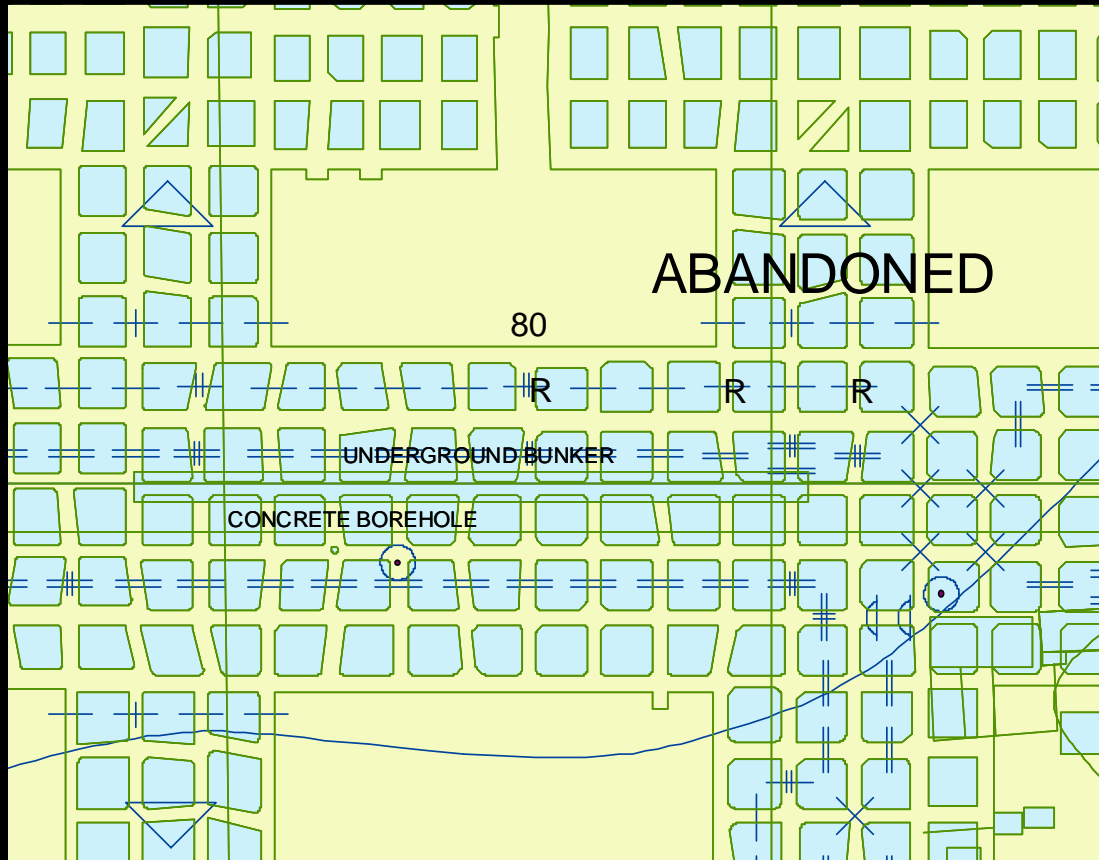 ABANDONED
80
R R R
UNDERGROUND BUNKER
CONCRETE BOREHOLE